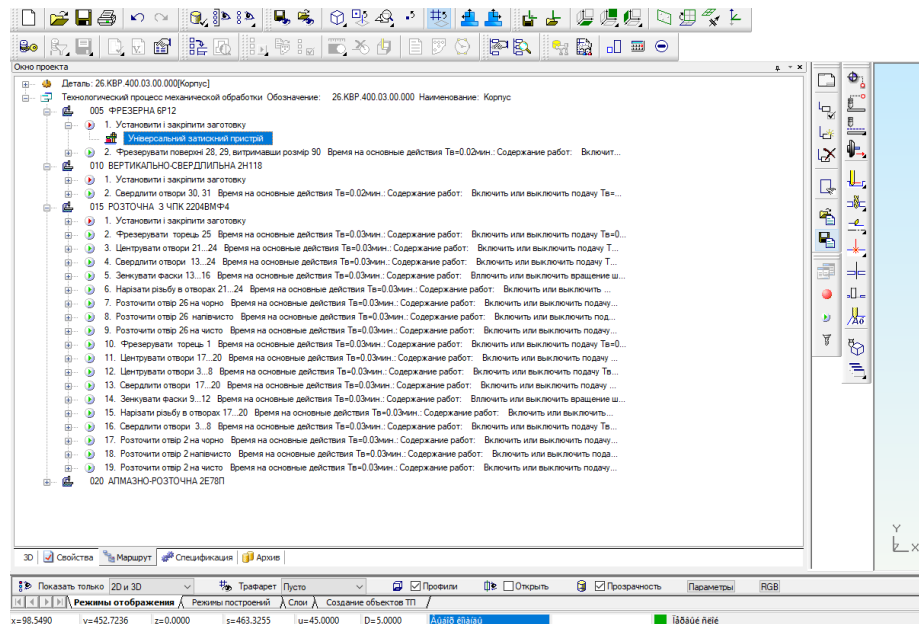 Окно проекта
Деталь: 26.КВР.400.03.00.000[Корпус]
Технологический процесс механической обработки Обозначение: 26.КВР.400.03.00.000 Наименование: Корпус
005 ФРЕЗЕРНА 6Р12
1. Установити і закріпити заготовку
Універсальний затискний пристрій
2. Фрезерувати поверхні 28, 29, витримавши розмір 90 Время на основные действия Тв=0.02мин.: Содержание работ: Включит...
010 ВЕРТИКАЛЬНО-СВЕРДЛИЛЬНА 2Н118
1. Установити і закріпити заготовку
2. Свердлити отвори 30, 31 Время на основные действия Тв=0.02мин.: Содержание работ: Включить или выключить подачу Тв=...
015 РОЗТОЧНА З ЧПК 2204ВМФ4
1. Установити і закріпити заготовку
2. Фрезерувати торець 25 Время на основные действия Тв=0.03мин.: Содержание работ: Включить или выключить подачу Тв=0...
3. Центрувати отвори 21...24 Время на основные действия Тв=0.03мин.: Содержание работ: Включить или выключить подачу Т...
4. Свердлити отвори 13...24 Время на основные действия Тв=0.03мин.: Содержание работ: Включить или выключить подачу Т...
5. Зенкувати фаски 13...16 Время на основные действия Тв=0.03мин.: Содержание работ: Вллючить или выключить вращение ш...
6. Нарізати різьбу в отворах 21...24 Время на основные действия Тв=0.03мин.: Содержание работ: Включить или выключить ...
7. Розточити отвір 26 на чорно Время на основные действия Тв=0.03мин.: Содержание работ: Включить или выключить подачу...
8. Розточити отвір 26 напівчисто Время на основные действия Тв=0.03мин.: Содержание работ: Включить или выключить под...
9. Розточити отвір 26 на чисто Время на основные действия Тв=0.03мин.: Содержание работ: Включить или выключить подачу...
10. Фрезерувати торець 1 Время на основные действия Тв=0.03мин.: Содержание работ: Включить или выключить подачу Тв=0...
11. Центрувати отвори 17...20 Время на основные действия Тв=0.03мин.: Содержание работ: Включить или выключить подачу ...
12. Центрувати отвори 3...8 Время на основные действия Тв=0.03мин.: Содержание работ: Включить или выключить подачу Тв...
13. Свердлити отвори 17...20 Время на основные действия Тв=0.03мин.: Содержание работ: Включить или выключить подачу ...
14. Зенкувати фаски 9...12 Время на основные действия Тв=0.03мин.: Содержание работ: Включить или выключить вращение ш...
15. Нарізати різьбу в отворах 17...20 Время на основные действия Тв=0.03мин.: Содержание работ: Включить или выключить...
16. Свердлити отвори 3...8 Время на основные действия Тв=0.03мин.: Содержание работ: Включить или выключить подачу Тв...
17. Розточити отвір 2 на чорно Время на основные действия Тв=0.03мин.: Содержание работ: Включить или выключить подачу...
18. Розточити отвір 2 напівчисто Время на основные действия Тв=0.03мин.: Содержание работ: Включить или выключить пода...
19. Розточити отвір 2 на чисто Время на основные действия Тв=0.03мин.: Содержание работ: Включить или выключить подачу...
020 АЛМАЗНО-РОЗТОЧНА 2Е78П
Y
Z X
3D Свойства Маршрут Спецификация Архив
Показать только 2D и 3D Трафарет Пусто Профили Открыть Прозрачность Параметры RGB
Режимы отображения Режимы построений Слои Создание объектов ТП
x=98.5490 y=452.7236 z=0.0000 s=463.3255 u=45.0000 D=5.0000